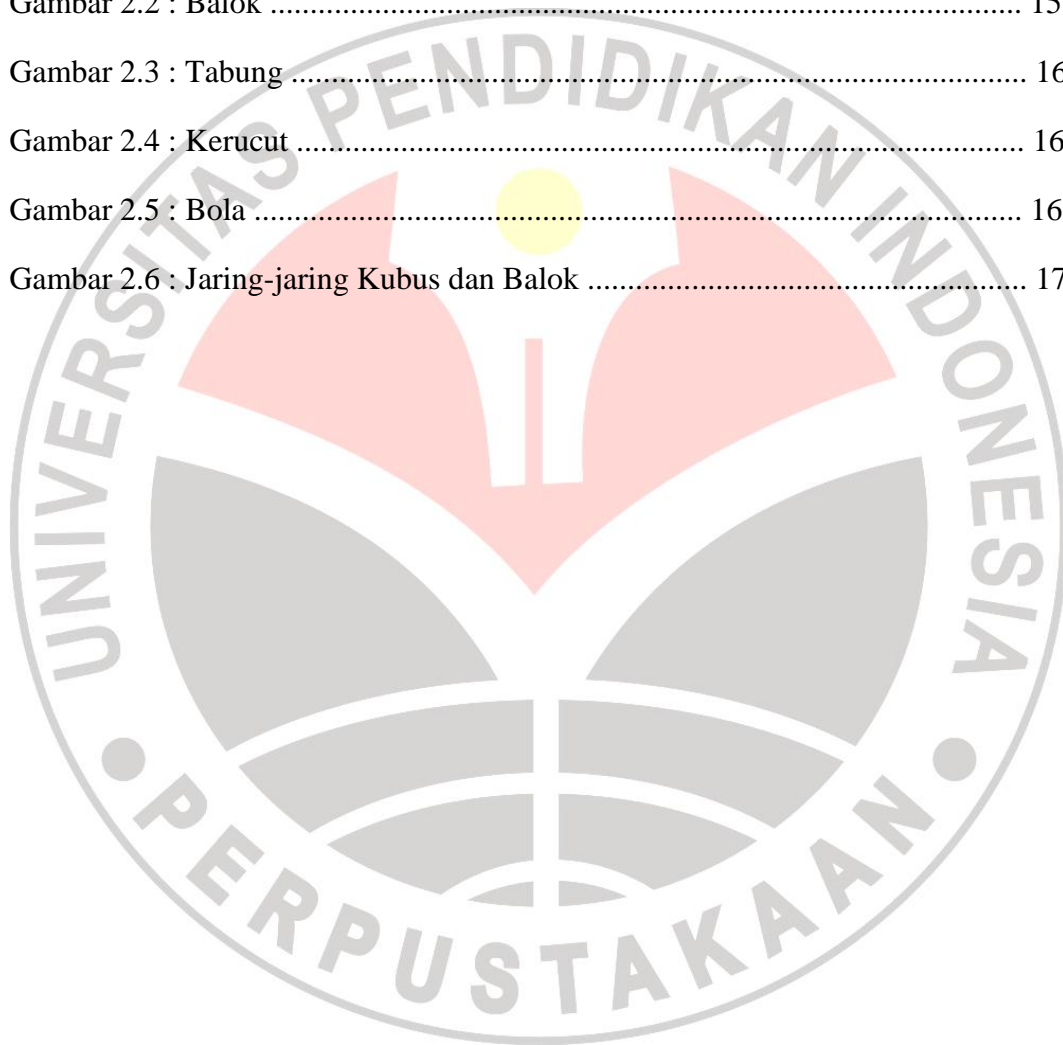 Gambar 2.2 : Balok ........................................................................................................ 15
Gambar 2.3 : Tabung ...................................................................................................... 16
Gambar 2.4 : Kerucut ..................................................................................................... 16
Gambar 2.5 : Bola .......................................................................................................... 16
Gambar 2.6 : Jaring-jaring Kubus dan Balok ............................................................. 17
UNIVERSITAS PENDIDIKAN INDONESIA
PERPUSTAKAAN